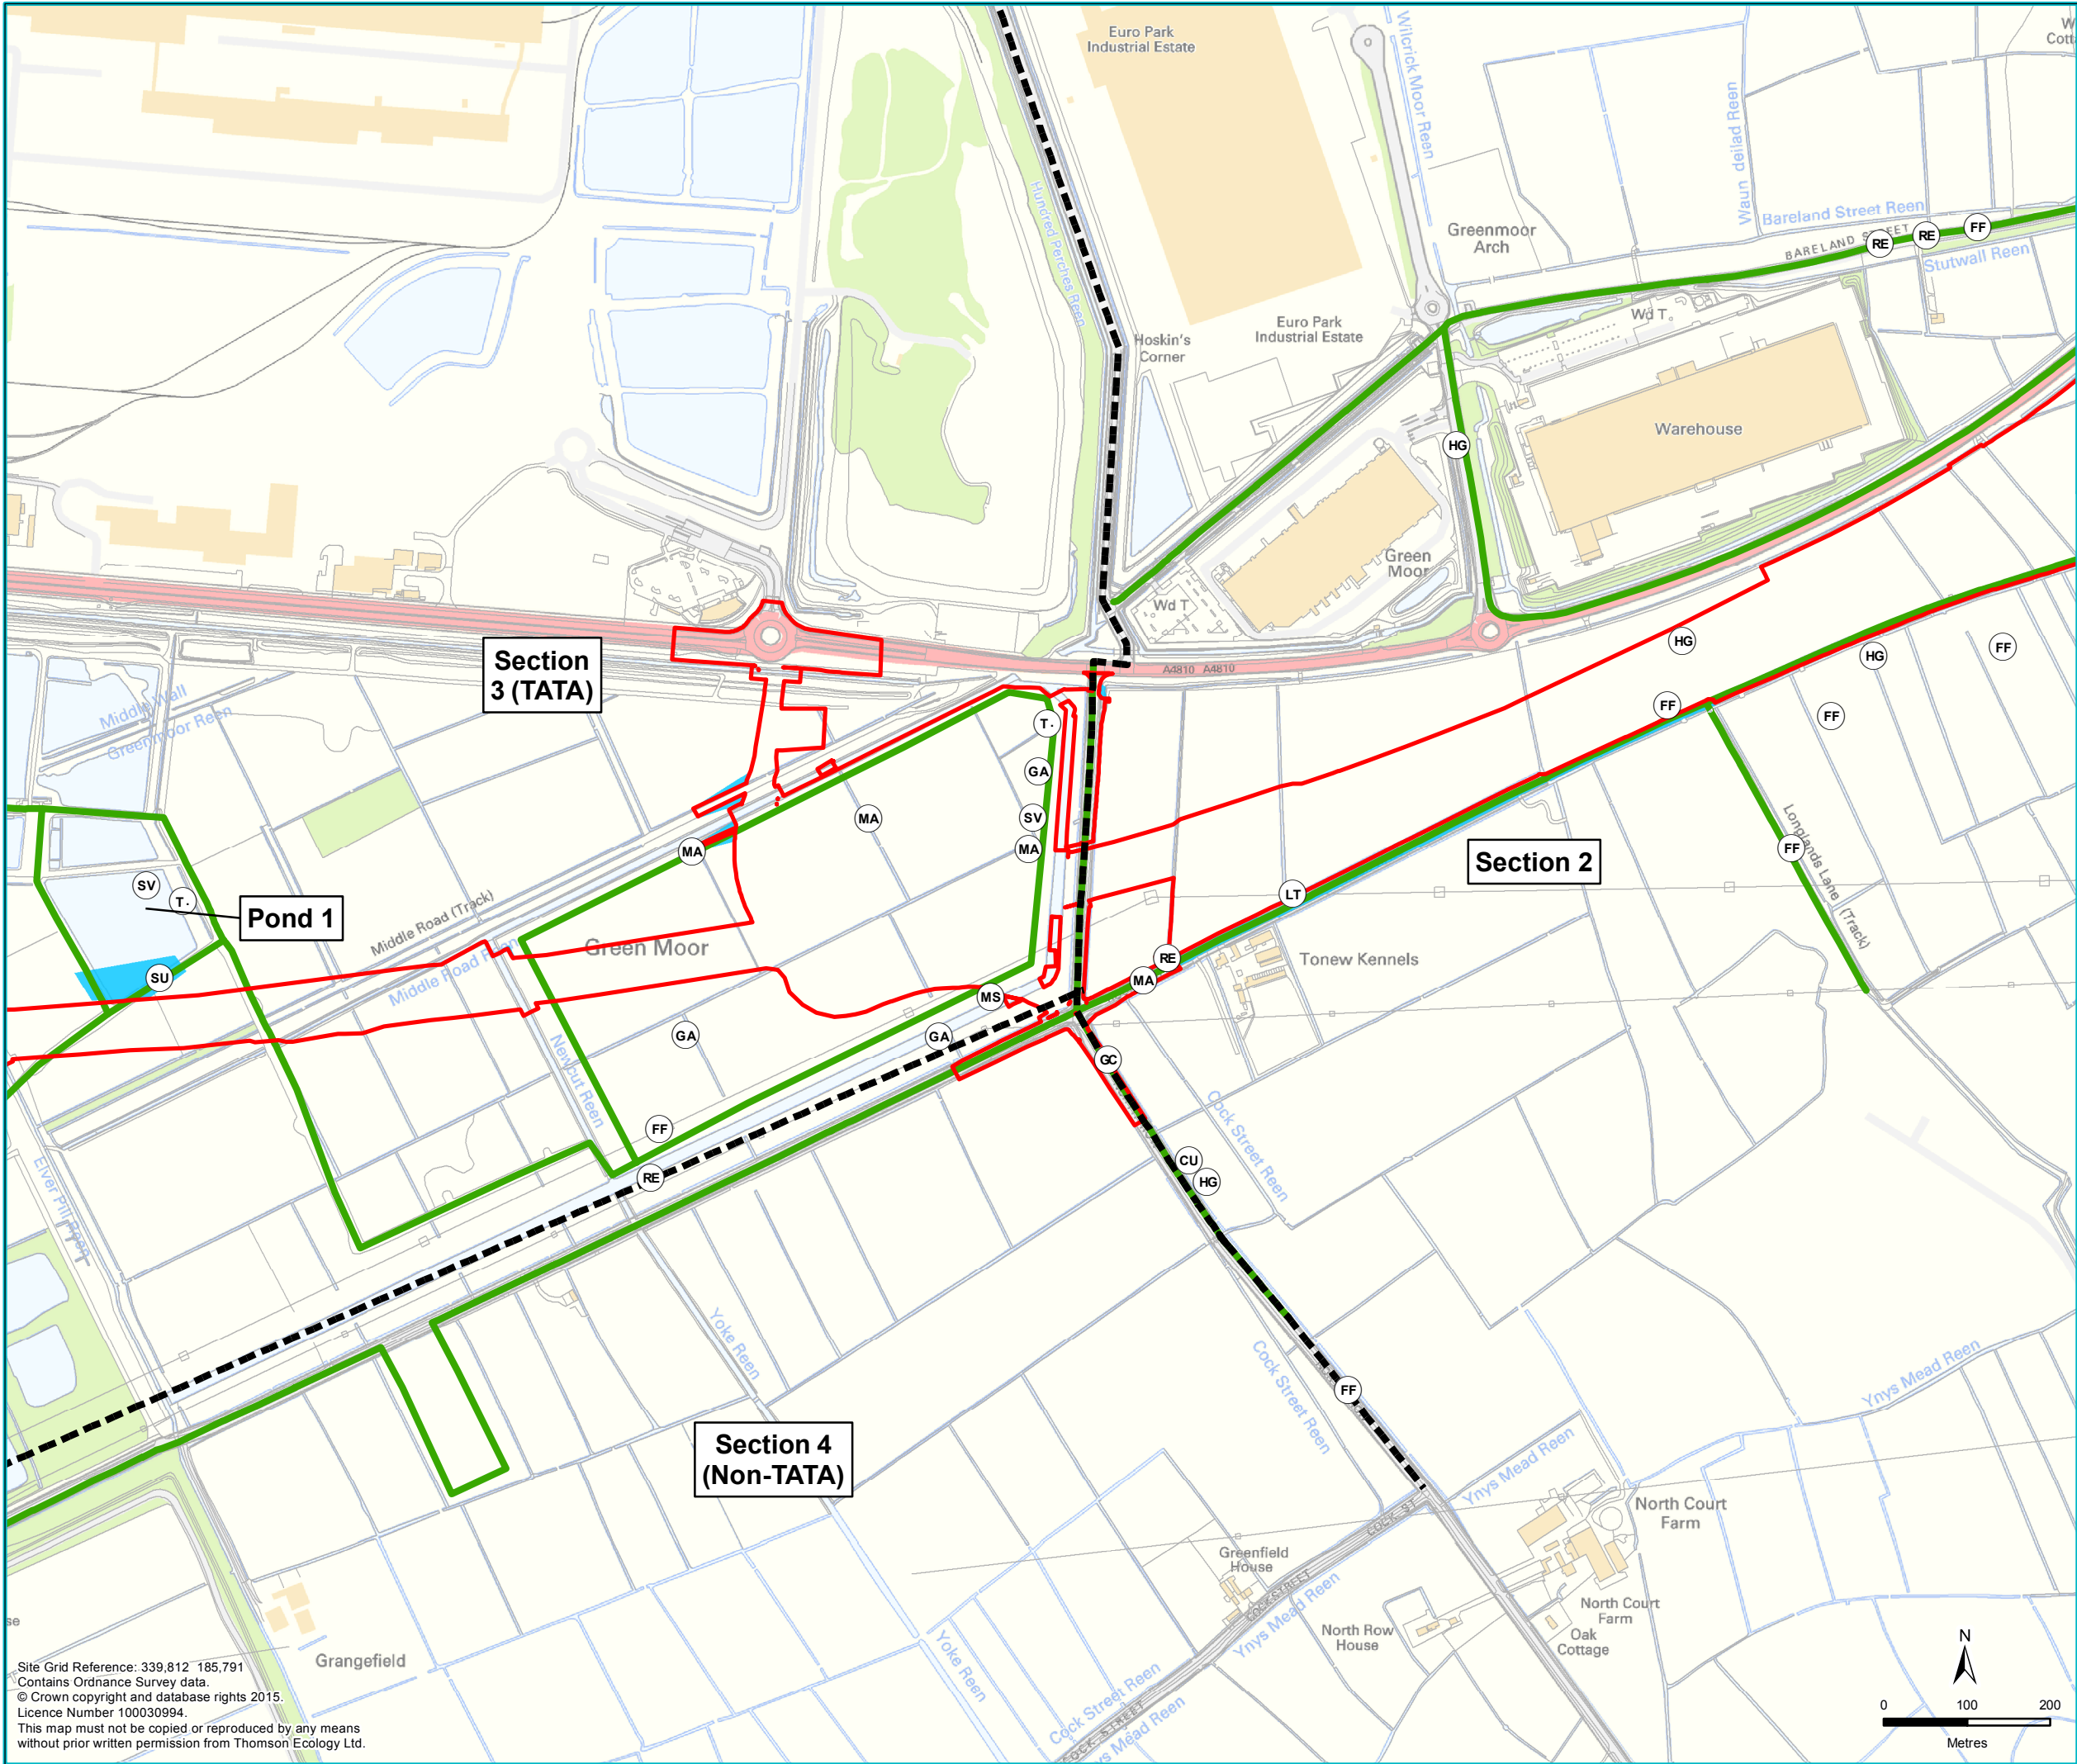 Euro Park
Industrial Estate
Wilcrick Moor Reen
Waun deilad Reen
Hundred Perches Reen
Greenmoor
Arch
Bareland Street Reen
RE
RE
FF
Stutwall Reen
Hoskin's
Corner
Euro Park
Industrial Estate
Wd T.
HG
Warehouse
Green
Moor
Wd T
A4810 A4810
Section
3 (TATA)
Middle Wall
Greenmoor Reen
HG
HG
FF
FF
FF
T.
GA
SV
MA
MA
MA
Section 2
FF
Longlands Lane (Track)
SV
T.
Pond 1
Middle Road (Track)
LT
Green Moor
RE
Tonew Kennels
SU
MA
MS
GA
GA
GC
Newcut Reen
Cock Street Reen
FF
RE
CU
HG
Elver Pill Reen
Yoke Reen
Cock Street Reen
FF
Ynys Mead Reen
Section 4
(Non-TATA)
Ynys Mead Reen
COCK ST
North Court
Farm
Greenfield
House
COCK STREET
Ynys Mead Reen
North Court
Farm
North Row
House
Oak
Cottage
Grangefield
Yoke Reen
Cock Street Reen
COCK STREET
Site Grid Reference: 339,812 185,791
Contains Ordnance Survey data.
© Crown copyright and database rights 2015.
Licence Number 100030994.
This map must not be copied or reproduced by any means
without prior written permission from Thomson Ecology Ltd.
N
0 100 200
Metres